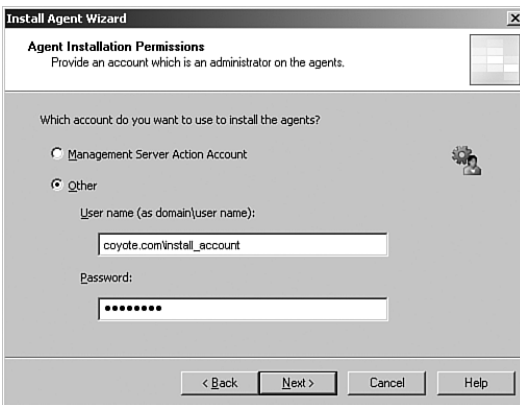 Install Agent Wizard
Agent Installation Permissions
Provide an account which is an administrator on the agents.
Which account do you want to use to install the agents?
Management Server Action Account
Other
User name (as domain\user name):
coyote.com\install_account
Password:
••••••••
< Back
Next >
Cancel
Help